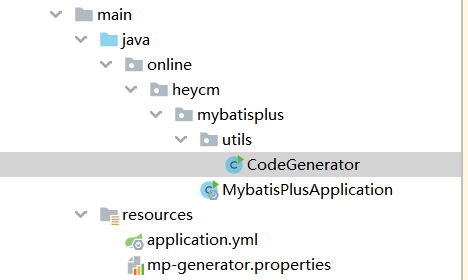 main
java
online
heycm
mybatisplus
utils
CodeGenerator
MybatisPlusApplication
resources
application.yml
mp-generator.properties